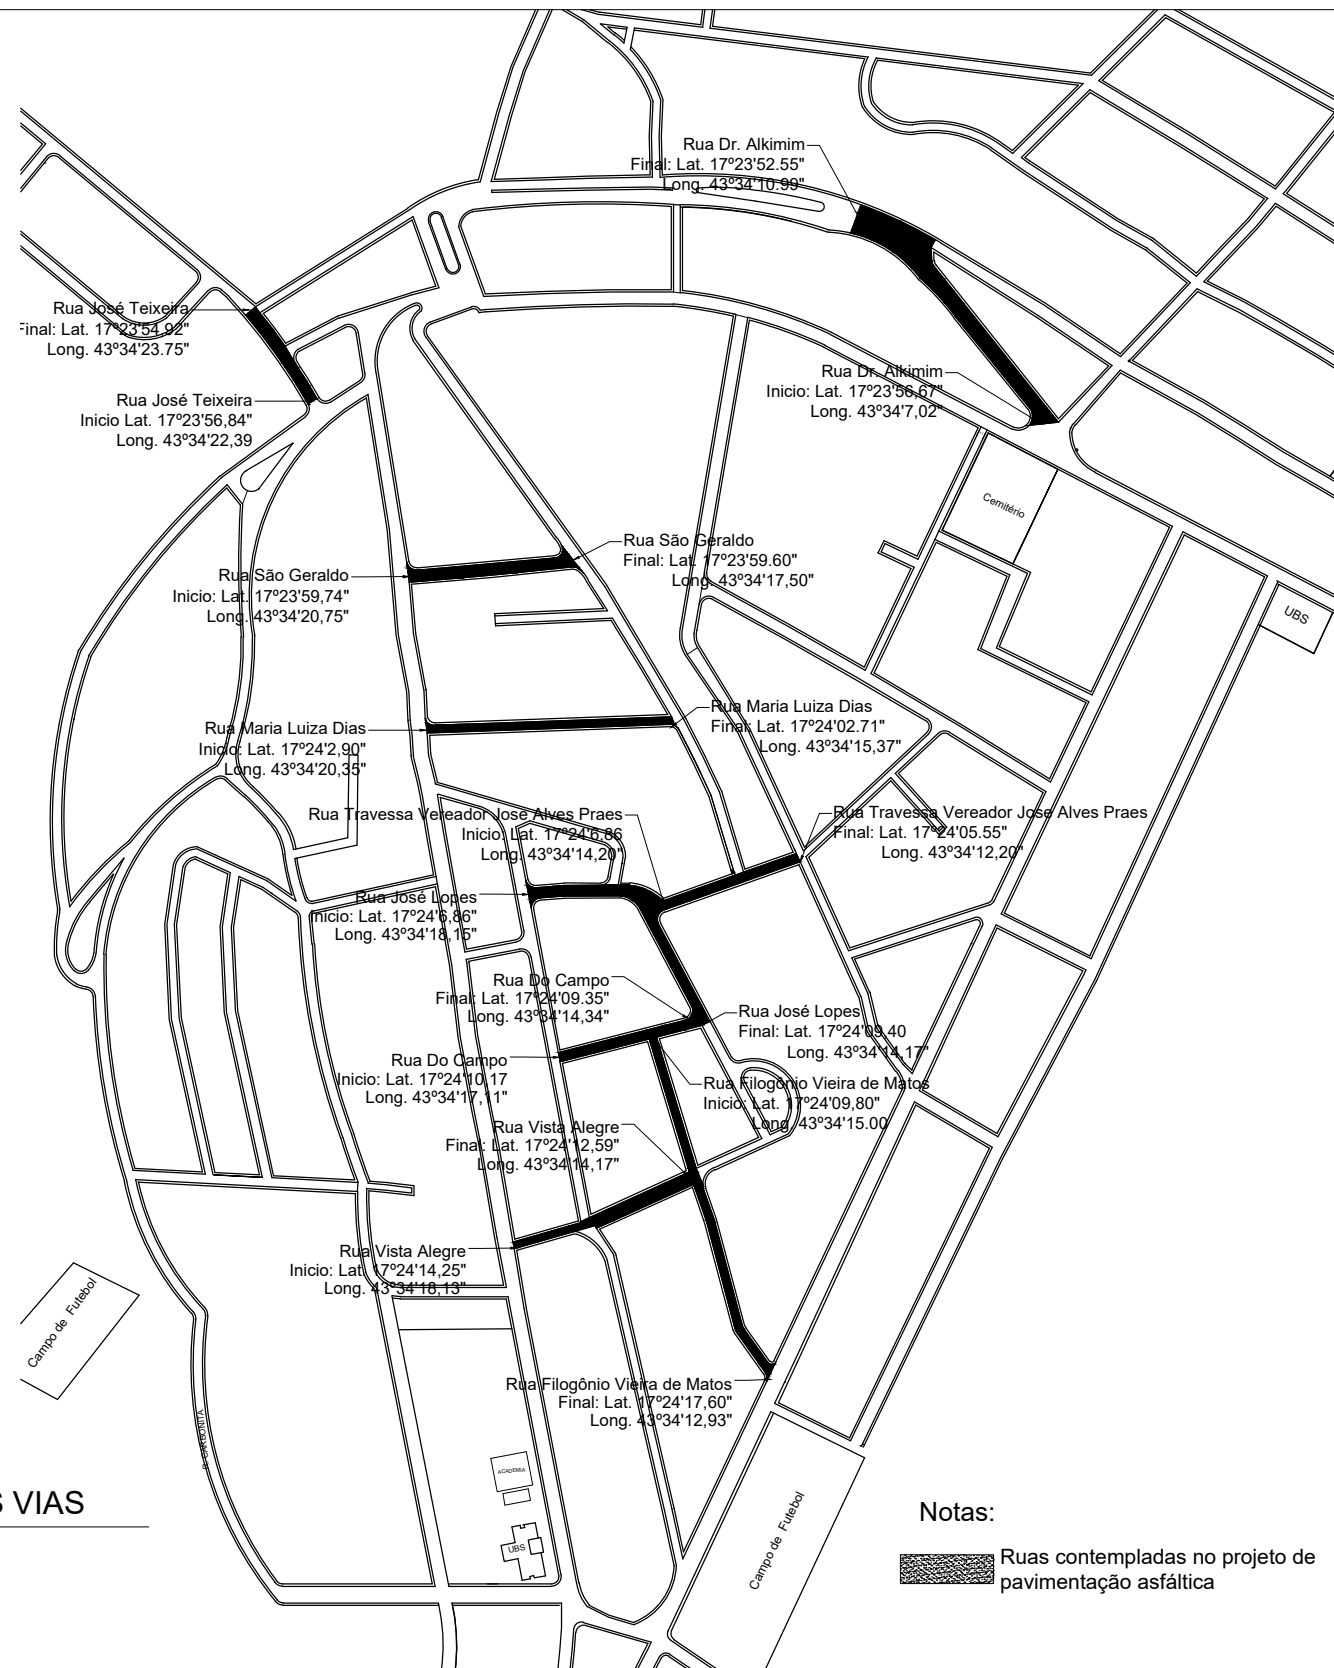 Rua Dr. Alkimim
Final: Lat. 17º23'52.55"
Long. 43º34'10.99"
Rua José Teixeira
Final: Lat. 17º23'54,92"
Long. 43º34'23.75"
Rua José Teixeira
Inicio Lat. 17º23'56,84"
Long. 43º34'22,39
Rua Dr. Alkimim
Inicio: Lat. 17º23'56,67"
Long. 43º34'7,02"
Cemitério
Rua São Geraldo
Final: Lat. 17º23'59.60"
Long. 43º34'17,50"
Rua São Geraldo
Inicio: Lat. 17º23'59,74"
Long. 43º34'20,75"
UBS
Rua Maria Luiza Dias
Final: Lat. 17º24'02.71"
Long. 43º34'15,37"
Rua Maria Luiza Dias
Inicio: Lat. 17º24'2,90"
Long. 43º34'20,35"
Rua Travessa Vereador Jose Alves Praes
Inicio: Lat. 17º24'6,86
Long. 43º34'14,20"
Rua Travessa Vereador Jose Alves Praes
Final: Lat. 17º24'05.55"
Long. 43º34'12,20"
Rua José Lopes
Inicio: Lat. 17º24'6,86"
Long. 43º34'18,15"
Rua Do Campo
Final: Lat. 17º24'09.35"
Long. 43º34'14,34"
Rua José Lopes
Final: Lat. 17º24'09.40
Long. 43º34'14,17"
Rua Do Campo
Inicio: Lat. 17º24'10,17
Long. 43º34'17,11"
Rua Filogônio Vieira de Matos
Inicio: Lat. 17º24'09,80"
Long. 43º34'15.00
Rua Vista Alegre
Final: Lat. 17º24'12,59"
Long. 43º34'14,17"
Rua Vista Alegre
Inicio: Lat. 17º24'14,25"
Long. 43º34'18,13"
Campo de Futebol
Rua Filogônio Vieira de Matos
Final: Lat. 17º24'17,60"
Long. 43º34'12,93"
R. CARBONITA
ACADEMIA
UBS
Campo de Futebol
S VIAS
Notas:
Ruas contempladas no projeto de
pavimentação asfáltica